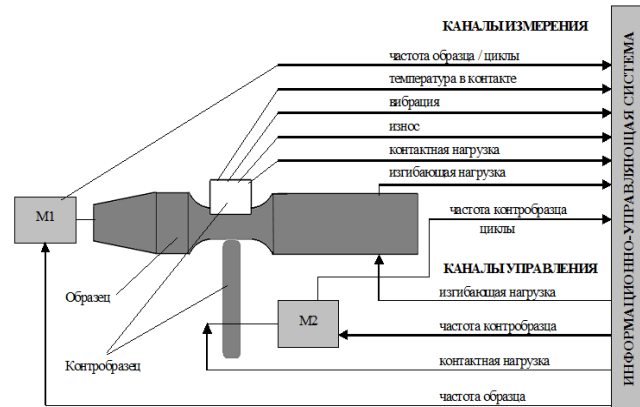 КАНАЛЫ ИЗМЕРЕНИЯ
частота образца / циклы
температура в контакте
вибрация
износ
контактная нагрузка
изгибающая нагрузка
М1
частота контробразца
циклы
КАНАЛЫ УПРАВЛЕНИЯ
Образец
изгибающая нагрузка
М2
частота контробразца
Контробразец
контактная нагрузка
частота образца
ИНФОРМАЦИОННО-УПРАВЛЯЮЩАЯ СИСТЕМА